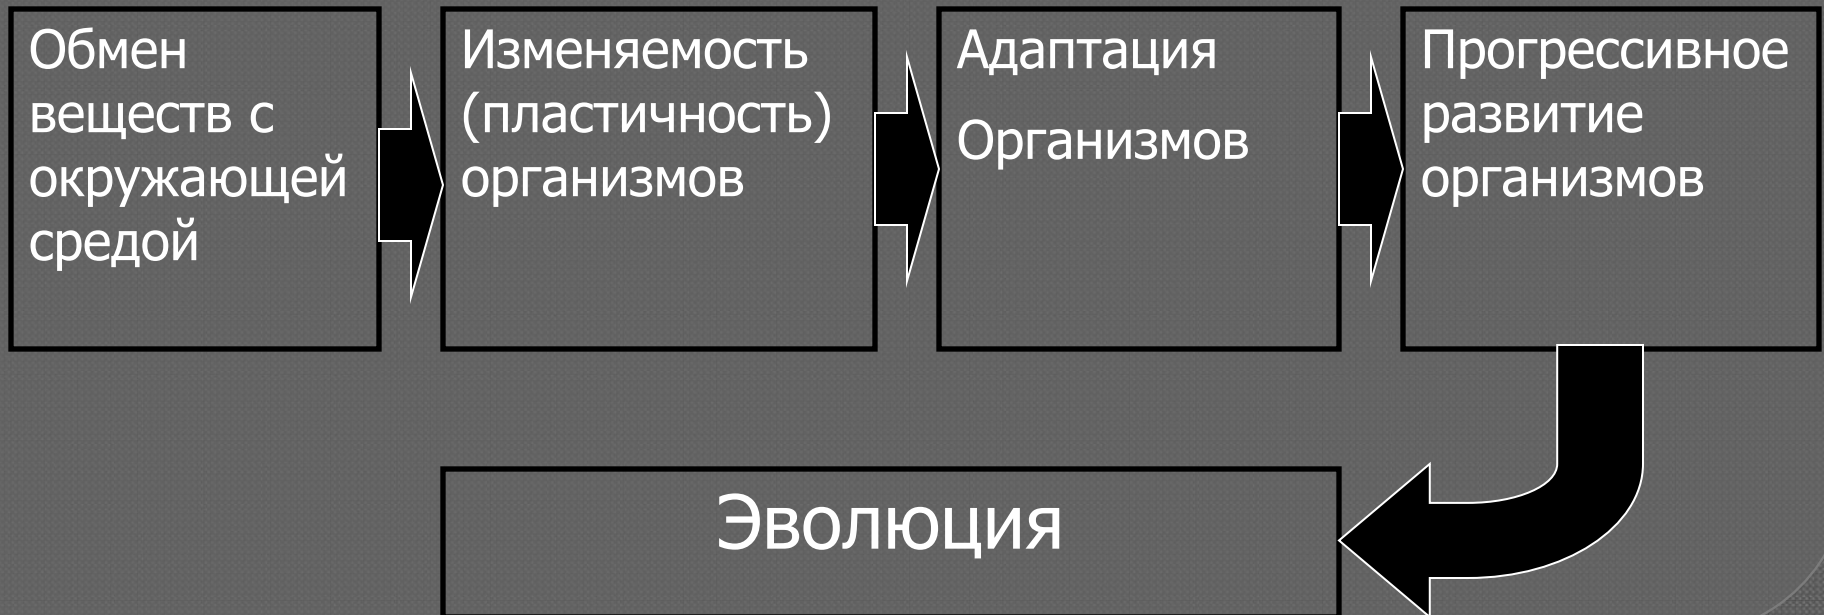 Обмен
веществ с
окружающей
средой
Изменяемость
(пластичность)
организмов
Адаптация
Организмов
Прогрессивное
развитие
организмов
Эволюция